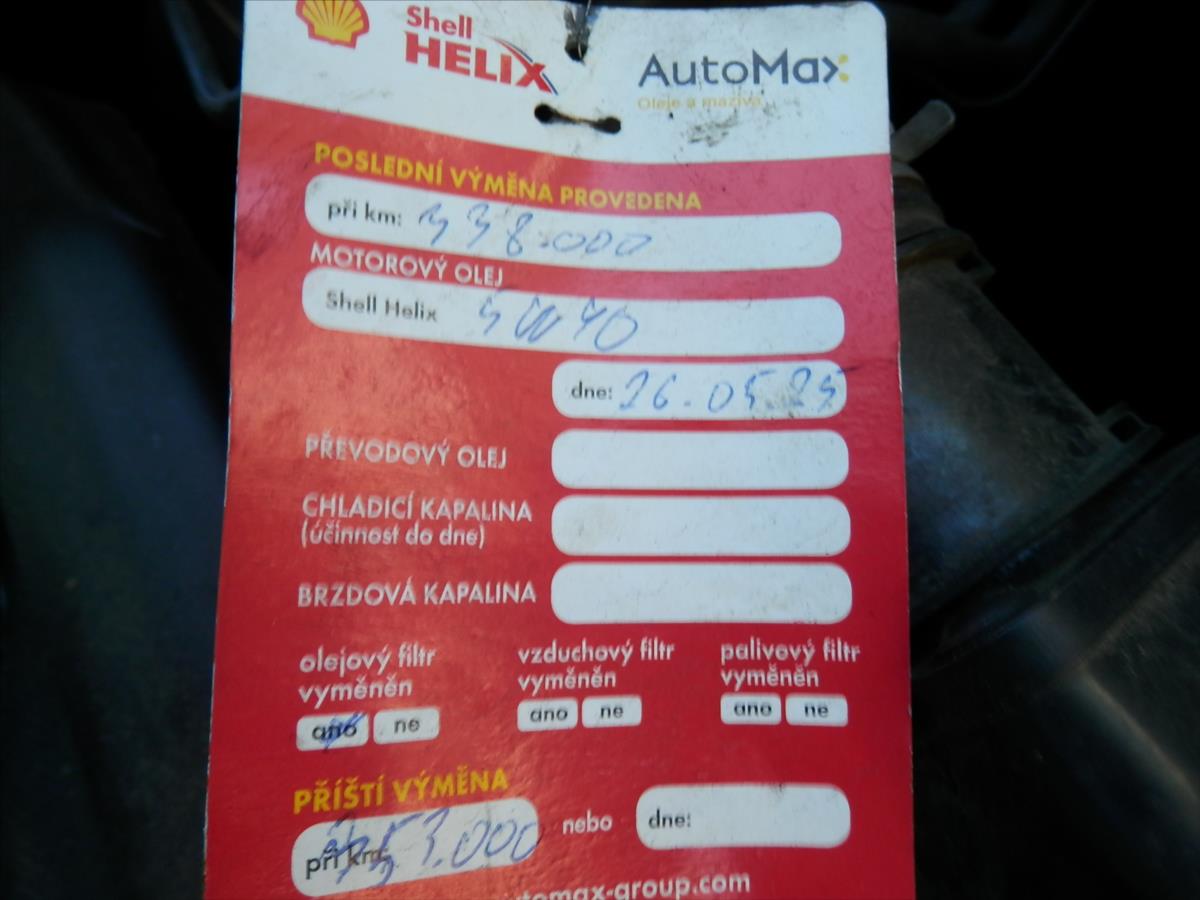 Shell
HELIX
AutoMax
Oleje a maziva
POSLEDNÍ VÝMĚNA PROVEDENA
při km: 338.000
MOTOROVÝ OLEJ
Shell Helix 5W40
dne: 26.05.25
PŘEVODOVÝ OLEJ
CHLADICÍ KAPALINA
(účinnost do dne)
BRZDOVÁ KAPALINA
olejový filtr
vyměněn
ano ne
vzduchový filtr
vyměněn
ano ne
palivový filtr
vyměněn
ano ne
PŘÍŠTÍ VÝMĚNA
při km: 353.000 nebo dne:
tomax-group.com